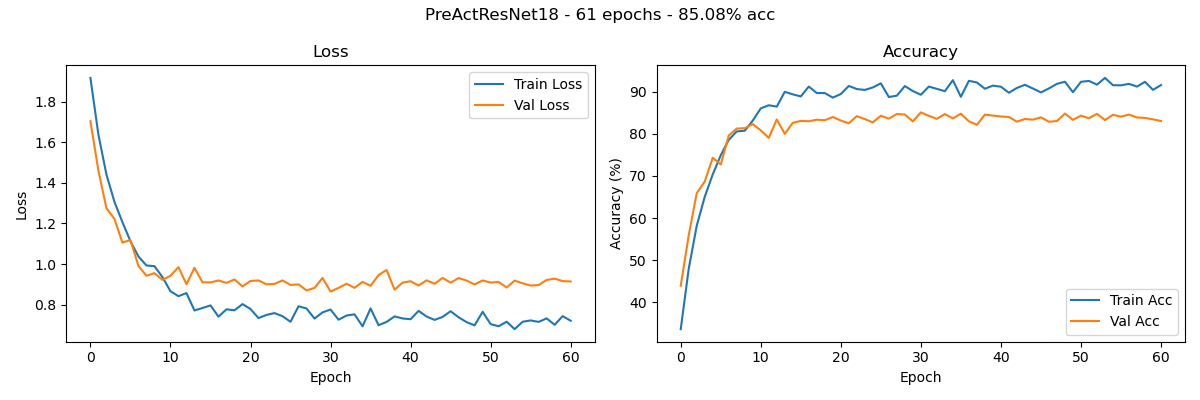 PreActResNet18 - 61 epochs - 85.08% acc
Loss
1.8
1.6
1.4
1.2
1.0
0.8
Loss
Train Loss
Val Loss
0 10 20 30 40 50 60
Epoch
Accuracy
90
80
70
60
50
40
Accuracy (%)
Train Acc
Val Acc
0 10 20 30 40 50 60
Epoch